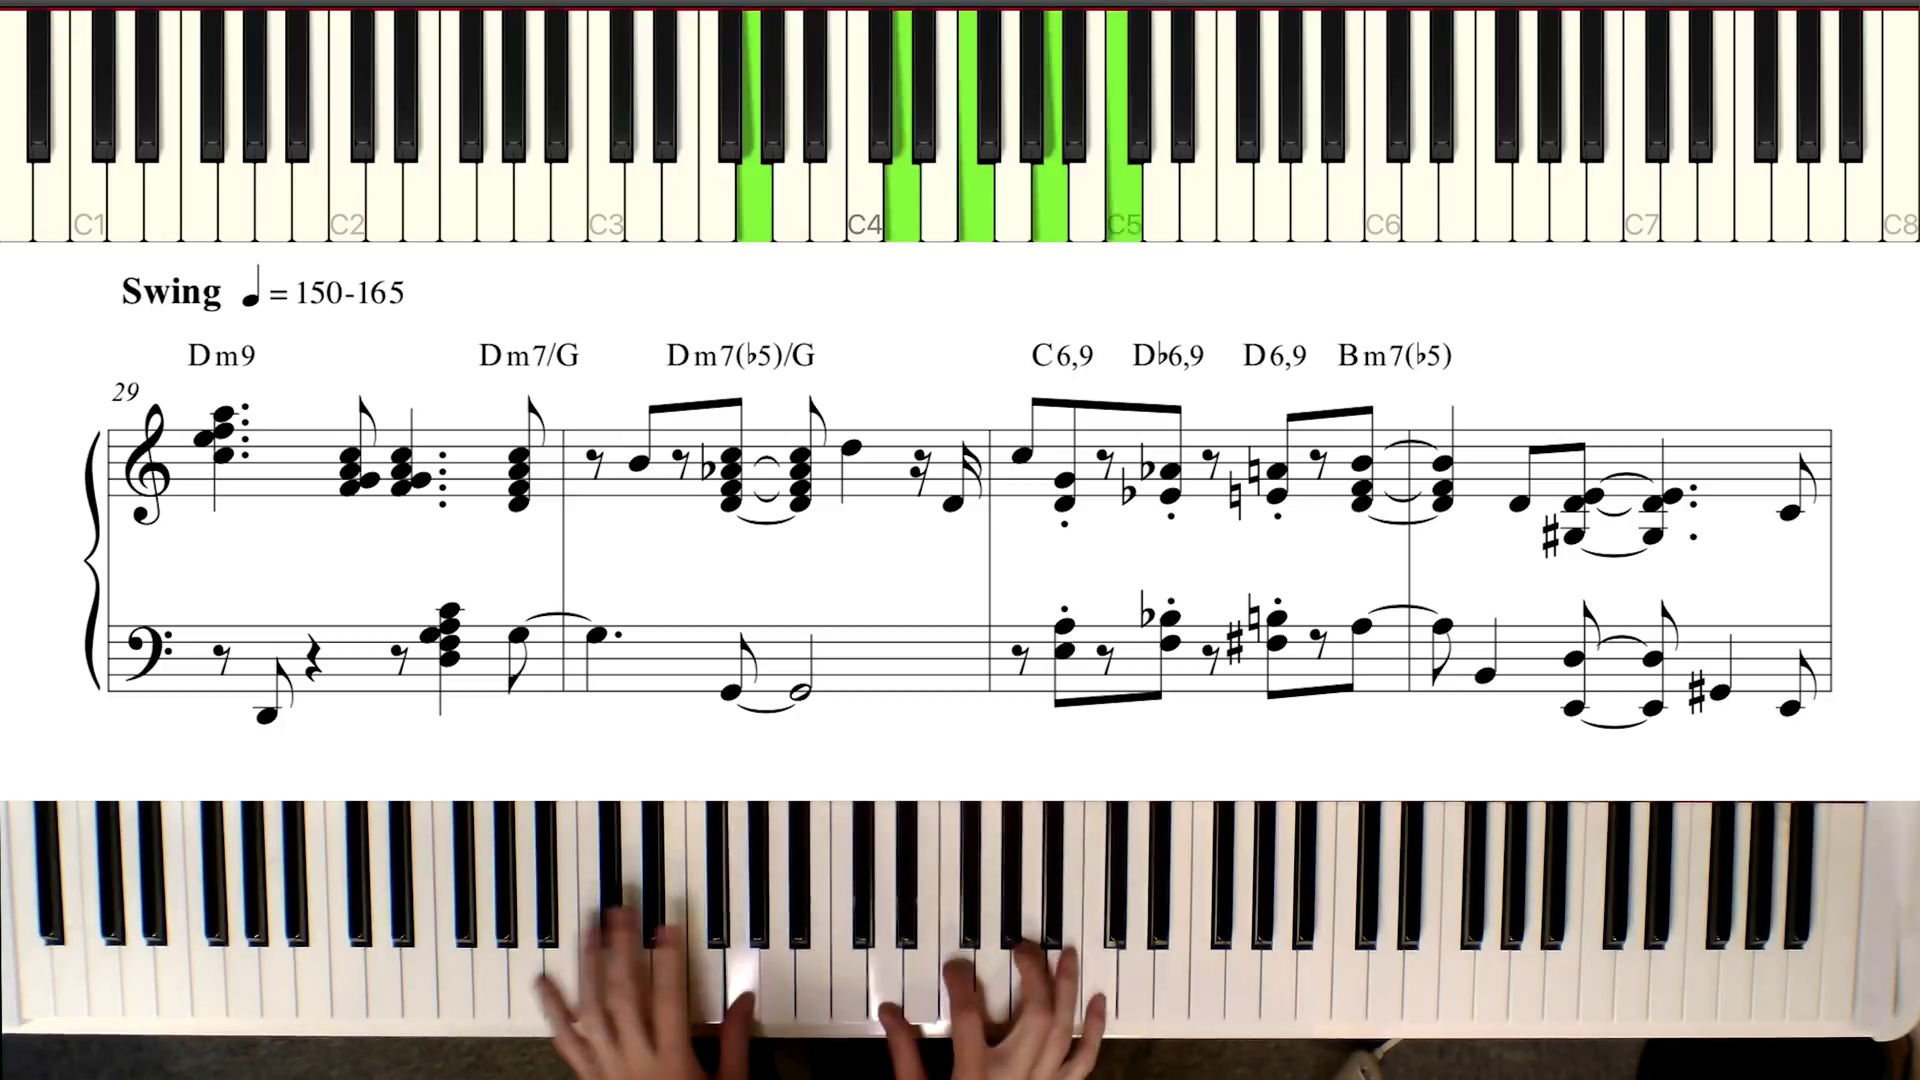 C1 C2 C3 C4 C5 C6 C7 C8
Swing ♩ = 150-165
Dm9 Dm7/G Dm7(♭5)/G C6,9 D♭6,9 D6,9 Bm7(♭5)
29